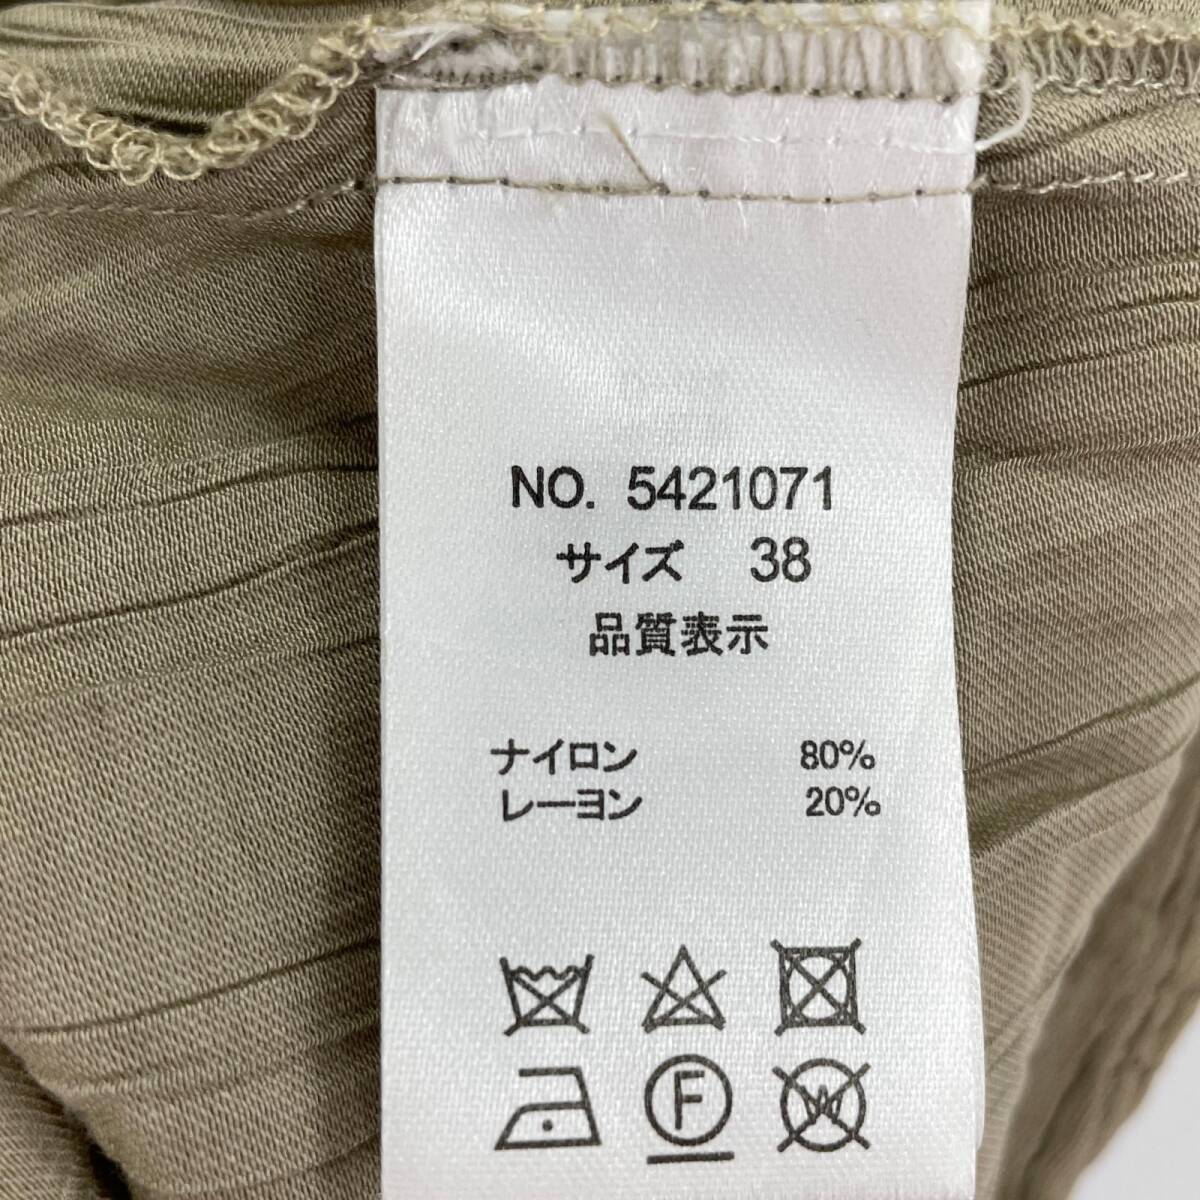 NO. 5421071
サイズ 38
品質表示
ナイロン 80%
レーヨン 20%
F W